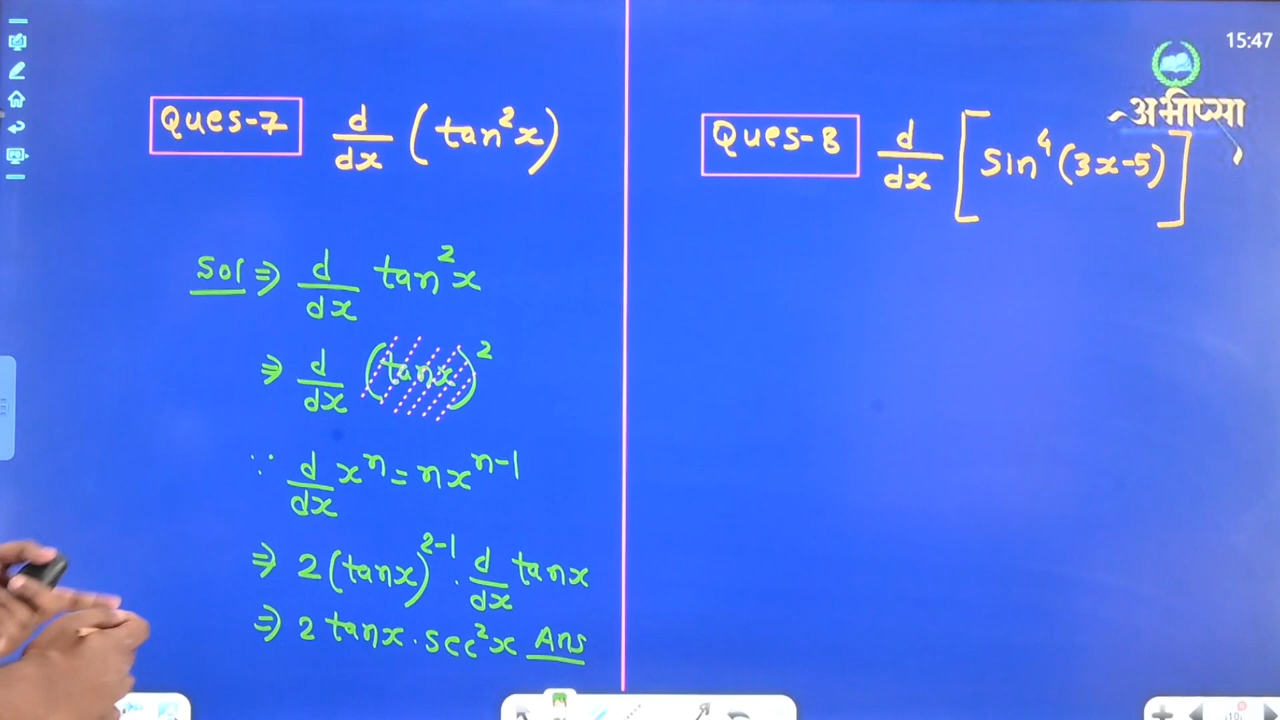 15:47
अभीप्सा
Ques-7 d/dx (tan²x)
Sol ⇒ d/dx tan²x
⇒ d/dx (tanx)²
∵ d/dx xⁿ = nxⁿ⁻¹
⇒ 2(tanx)²⁻¹ . d/dx tanx
⇒ 2 tanx . sec²x Ans
Ques-8 d/dx [sin⁴(3x-5)]